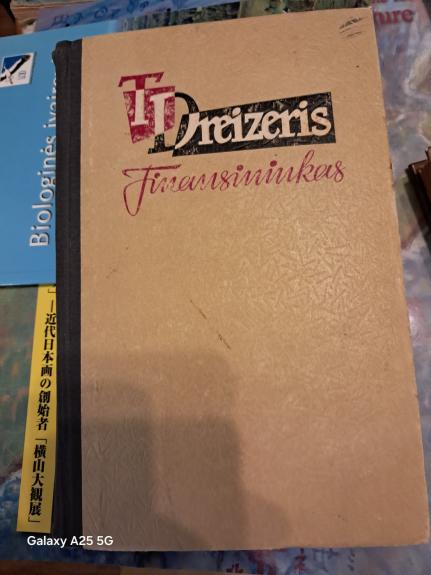 T Dreizeris
Finansininkas
Biologinės įvairo
」―近代日本画の創始者「横山大観展」
Galaxy A25 5G